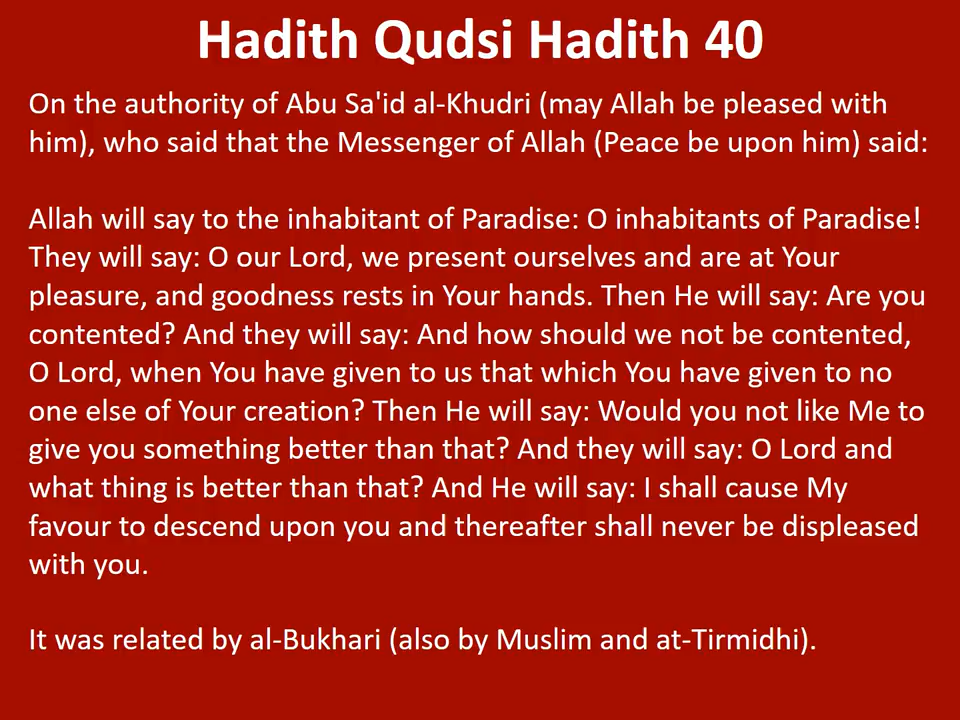 Hadith Qudsi Hadith 40
On the authority of Abu Sa'id al-Khudri (may Allah be pleased with
him), who said that the Messenger of Allah (Peace be upon him) said:
Allah will say to the inhabitant of Paradise: O inhabitants of Paradise!
They will say: O our Lord, we present ourselves and are at Your
pleasure, and goodness rests in Your hands. Then He will say: Are you
contented? And they will say: And how should we not be contented,
O Lord, when You have given to us that which You have given to no
one else of Your creation? Then He will say: Would you not like Me to
give you something better than that? And they will say: O Lord and
what thing is better than that? And He will say: I shall cause My
favour to descend upon you and thereafter shall never be displeased
with you.
It was related by al-Bukhari (also by Muslim and at-Tirmidhi).